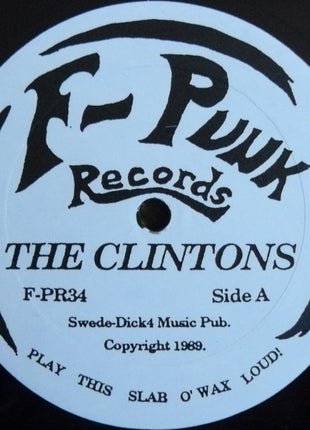 F-PUNK
Records
THE CLINTONS
F-PR34 Side A
Swede-Dick4 Music Pub.
Copyright 1989.
PLAY THIS SLAB O' WAX LOUD!